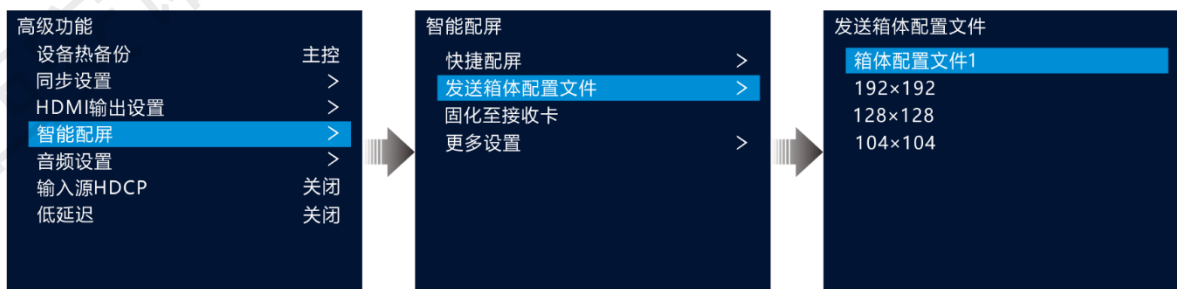 高级功能
设备热备份 主控
同步设置 >
HDMI输出设置 >
智能配屏 >
音频设置 >
输入源HDCP 关闭
低延迟 关闭
智能配屏
快捷配屏 >
发送箱体配置文件 >
固化至接收卡
更多设置 >
发送箱体配置文件
箱体配置文件1
192×192
128×128
104×104